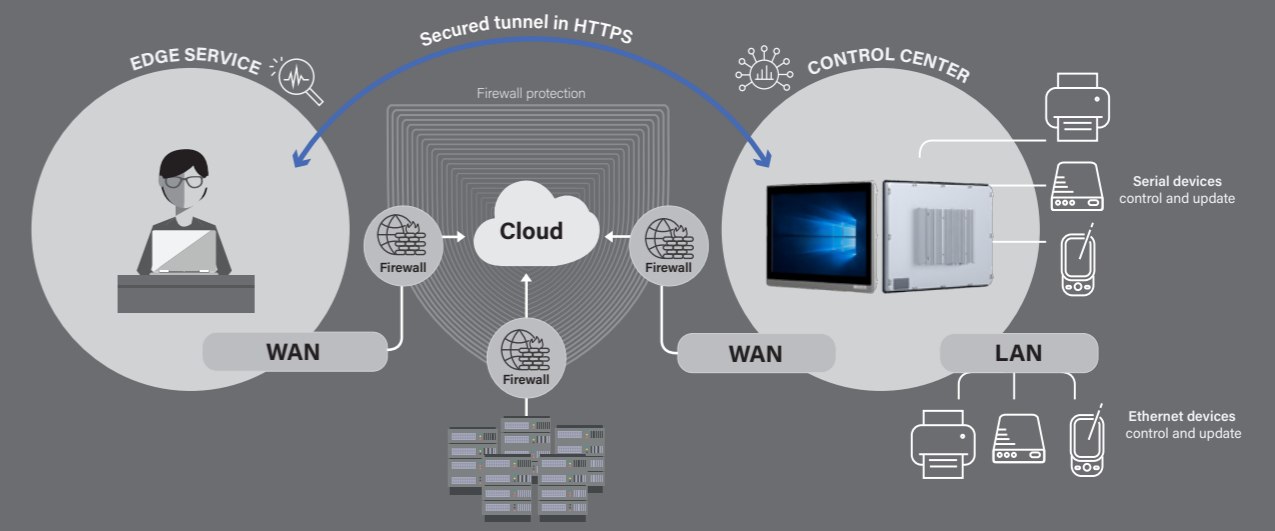 Secured tunnel in HTTPS
EDGE SERVICE
CONTROL CENTER
Firewall protection
Serial devices
control and update
Cloud
Firewall
Firewall
WAN
WAN
LAN
Firewall
Ethernet devices
control and update